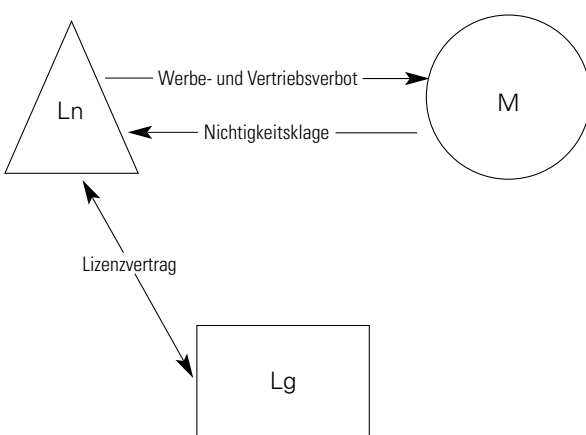 Werbe- und Vertriebsverbot
Ln
M
Nichtigkeitsklage
Lizenzvertrag
Lg